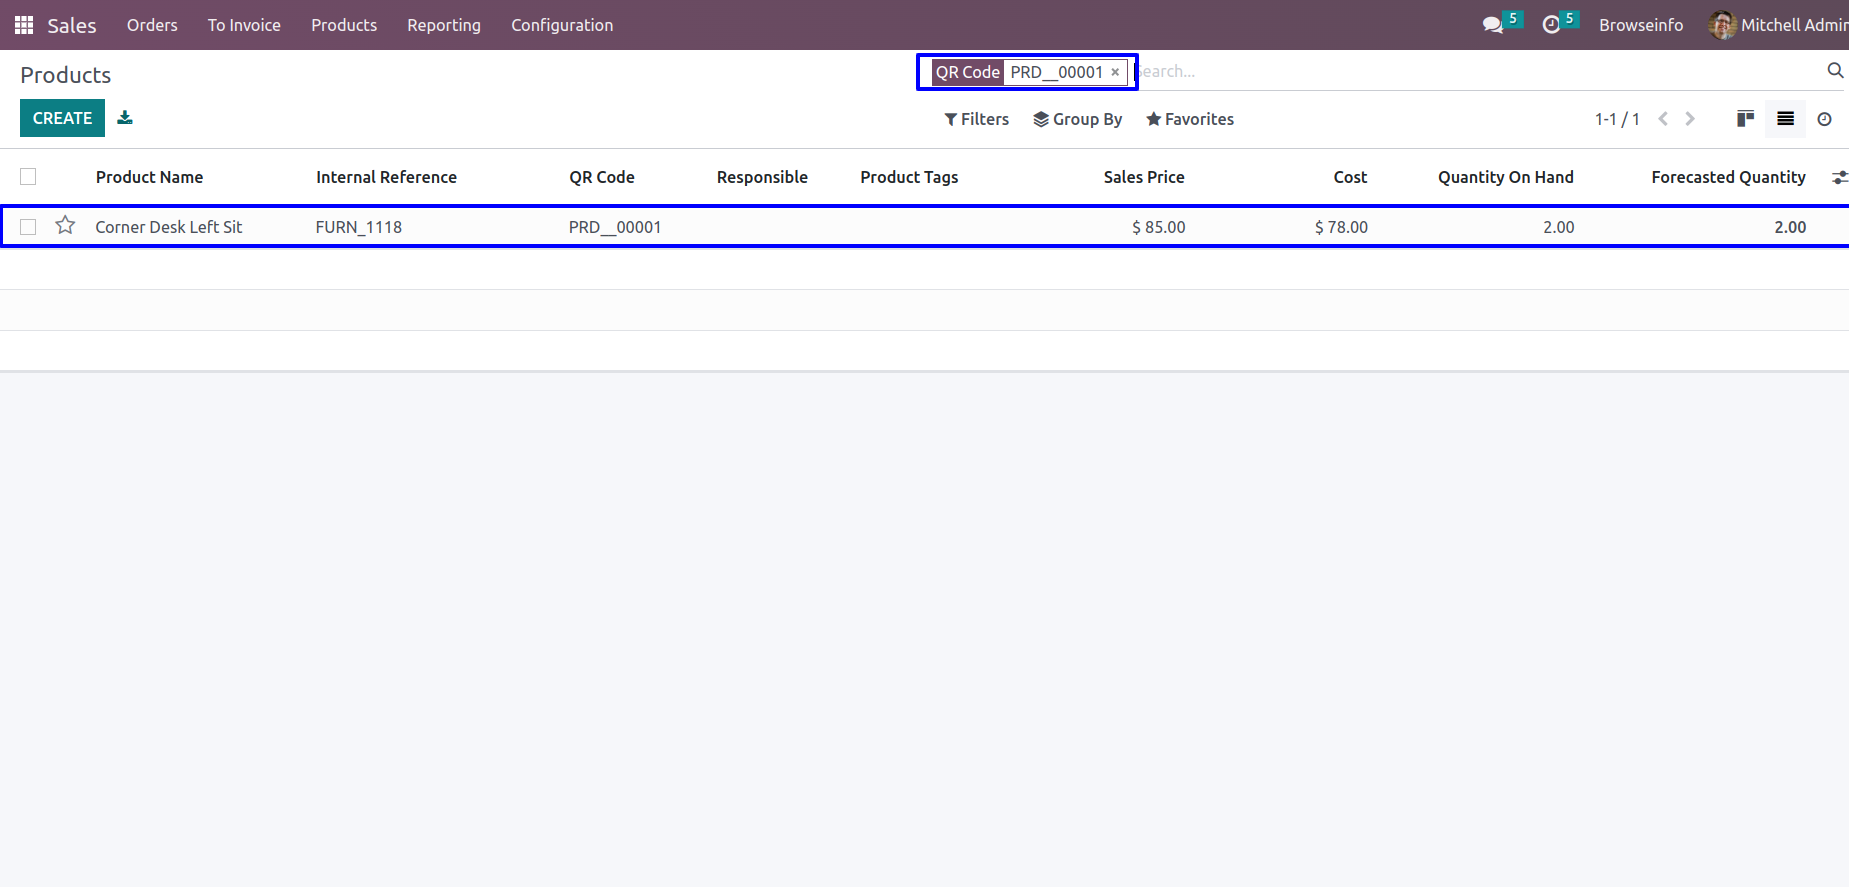 Sales Orders To Invoice Products Reporting Configuration 5 5 Browseinfo Mitchell Admin
Products QR Code PRD__00001 × Search...
CREATE Filters Group By Favorites 1-1 / 1
Product Name Internal Reference QR Code Responsible Product Tags Sales Price Cost Quantity On Hand Forecasted Quantity
Corner Desk Left Sit FURN_1118 PRD__00001 $ 85.00 $ 78.00 2.00 2.00